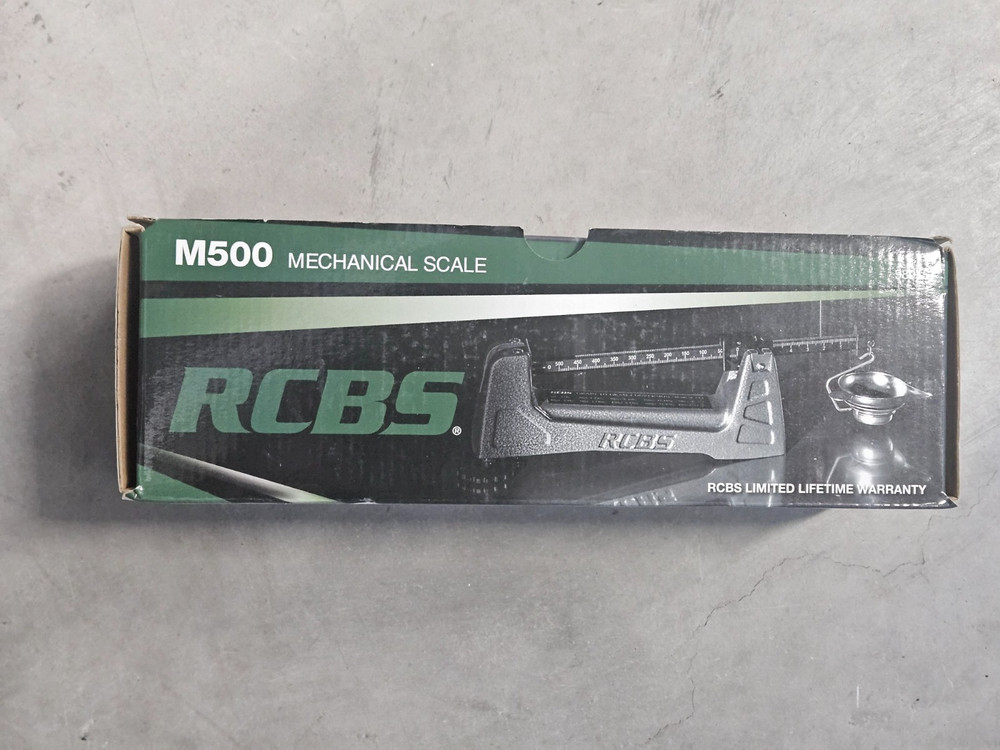 M500 MECHANICAL SCALE
RCBS®
RCBS
RCBS LIMITED LIFETIME WARRANTY